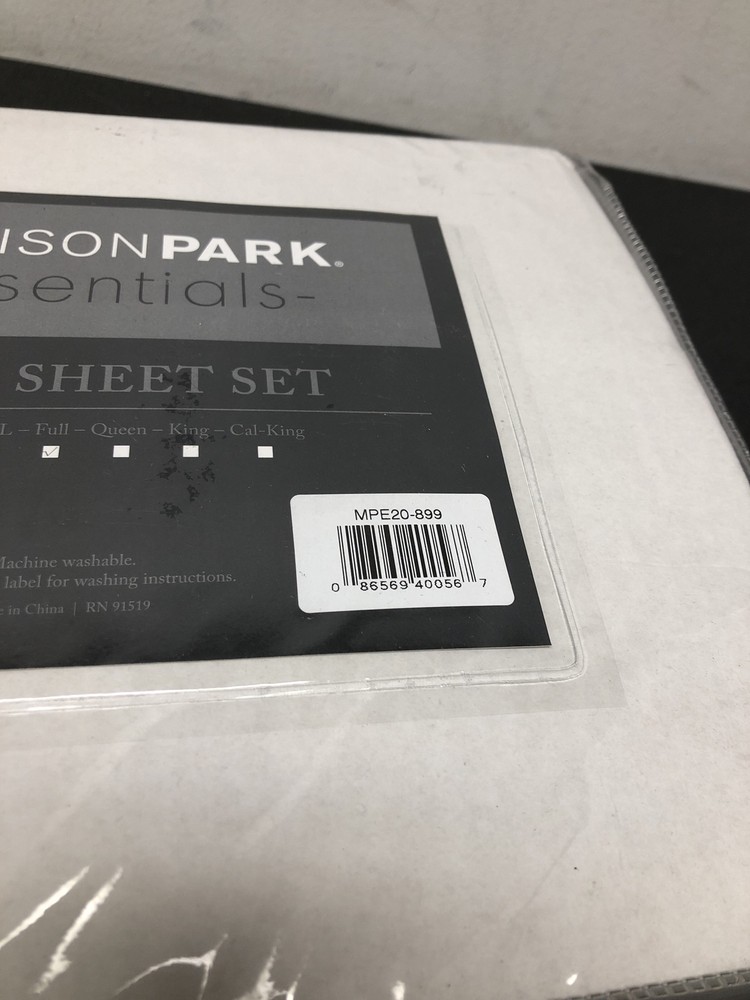 ISONPARK®
sentials-
SHEET SET
L – Full – Queen – King – Cal-King
Machine washable.
label for washing instructions.
e in China | RN 91519
MPE20-899
0 86569 40056 7